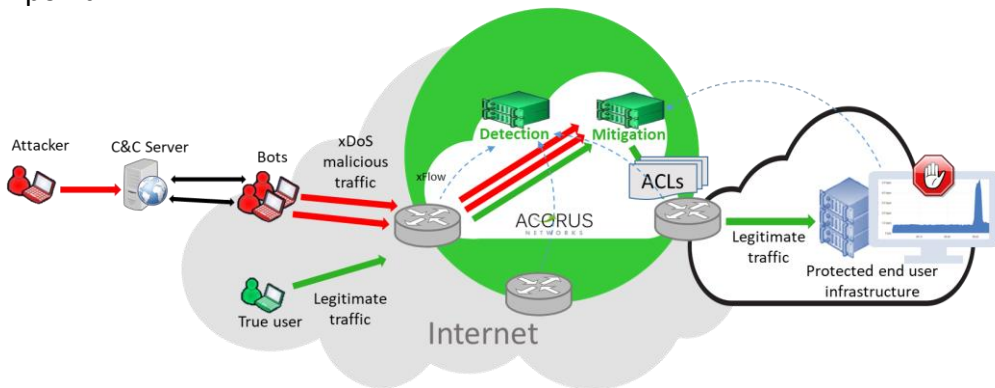 Attacker
C&C Server
Bots
xDoS
malicious
traffic
xFlow
Detection
Mitigation
ACLs
ACORUS
NETWORKS
True user
Legitimate
traffic
Internet
Legitimate
traffic
Protected end user
infrastructure